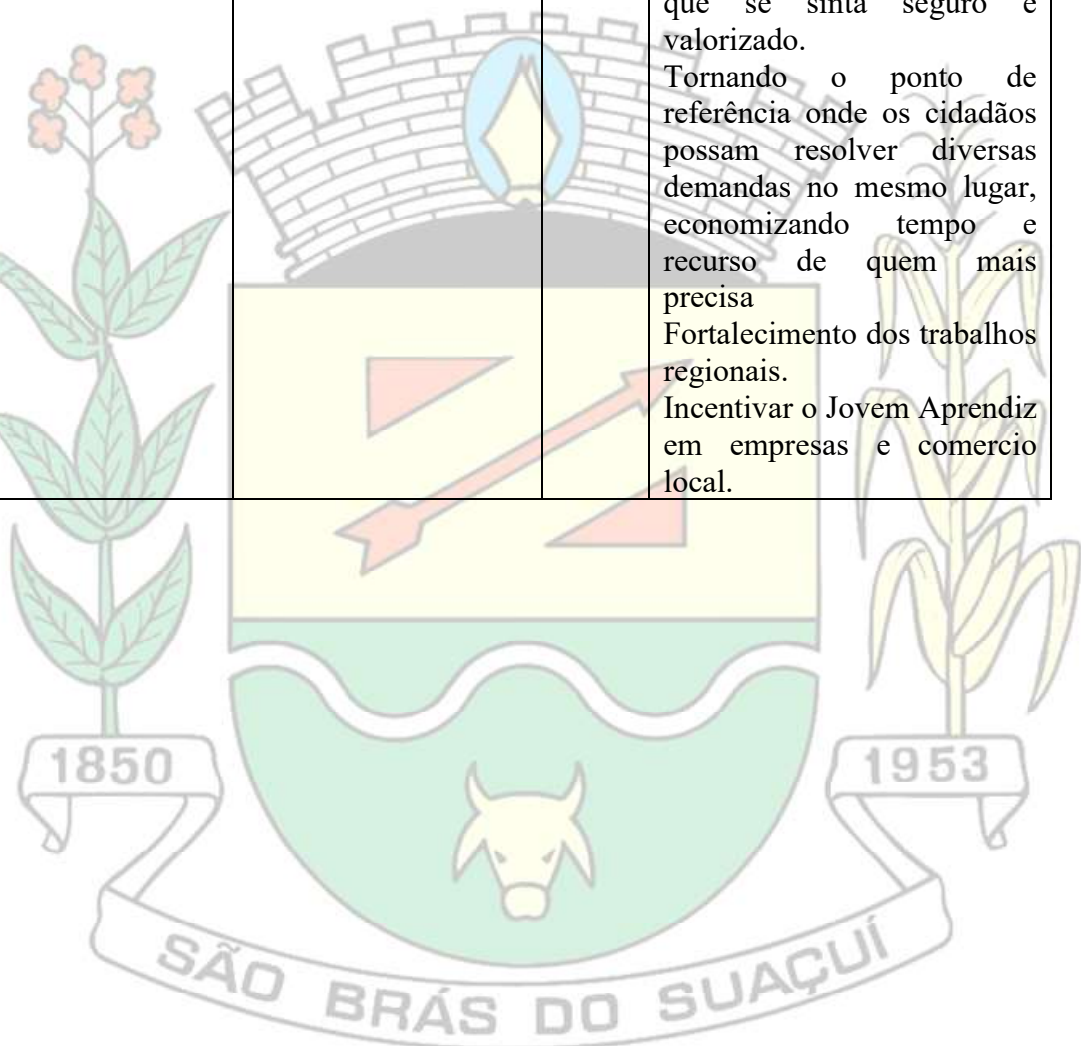 que se sinta seguro e
valorizado.
Tornando o ponto de
referência onde os cidadãos
possam resolver diversas
demandas no mesmo lugar,
economizando tempo e
recurso de quem mais
precisa
Fortalecimento dos trabalhos
regionais.
Incentivar o Jovem Aprendiz
em empresas e comercio
local.
1850
1953
SÃO BRÁS DO SUAÇUÍ